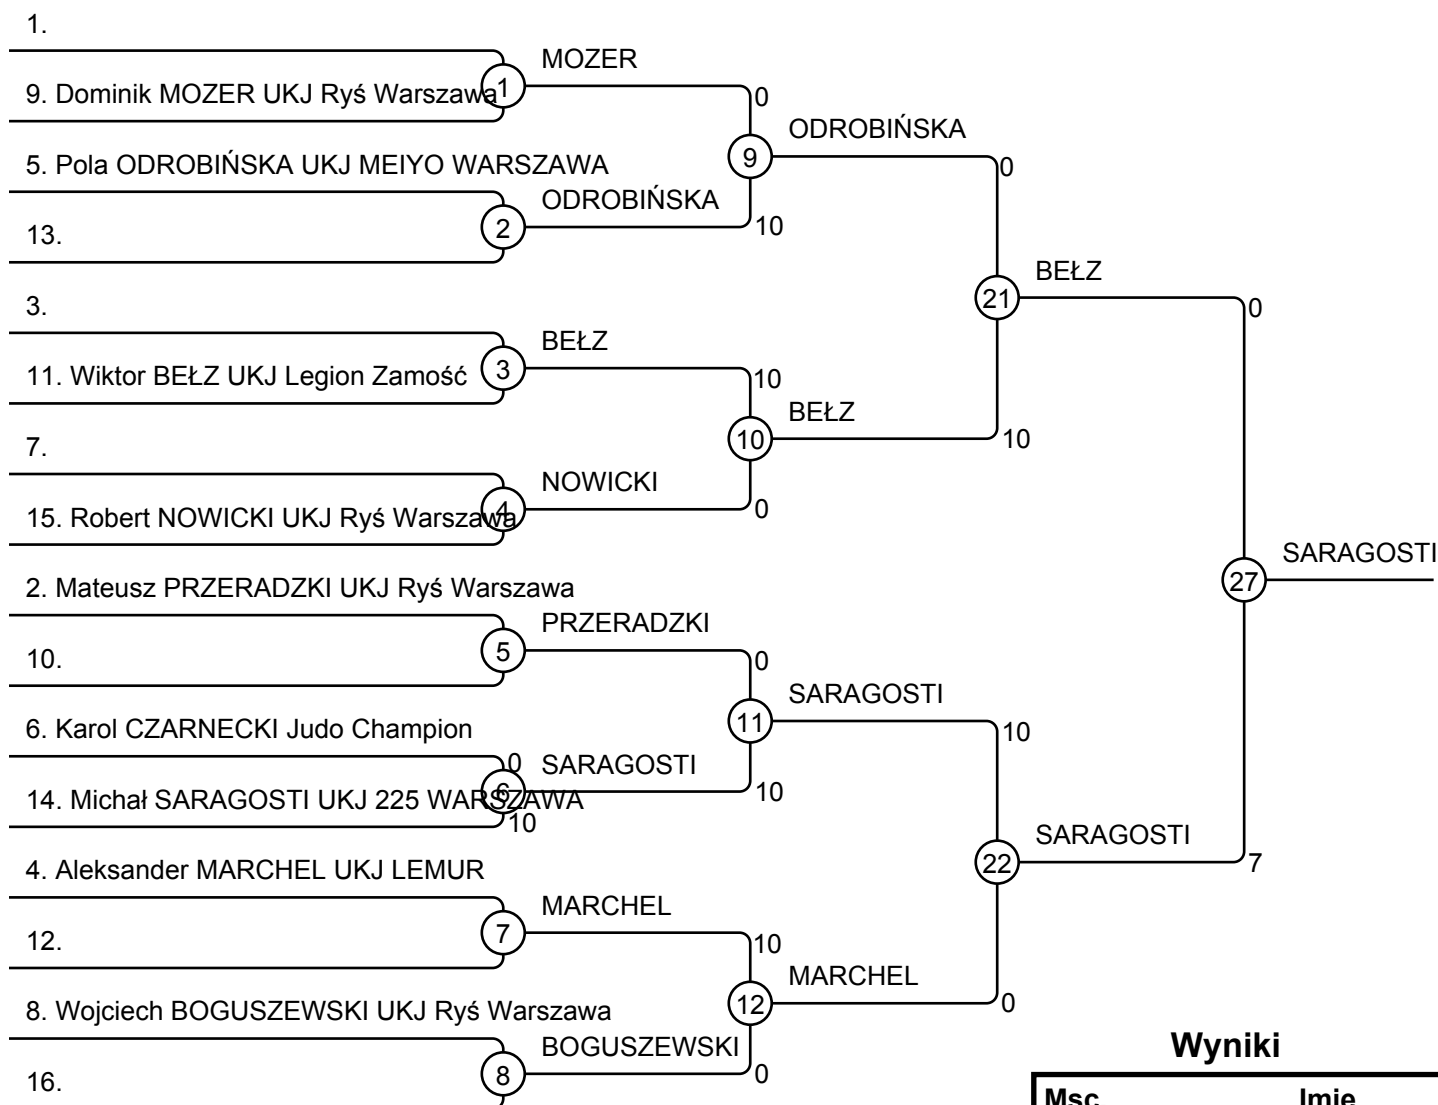 1.
MOZER
9. Dominik MOZER UKJ Ryś Warszawa
1
0
ODROBIŃSKA
9
0
5. Pola ODROBIŃSKA UKJ MEIYO WARSZAWA
ODROBIŃSKA
2
10
13.
BEŁZ
21
0
3.
BEŁZ
11. Wiktor BEŁZ UKJ Legion Zamość
3
10
BEŁZ
10
10
7.
NOWICKI
15. Robert NOWICKI UKJ Ryś Warszawa
4
0
SARAGOSTI
27
2. Mateusz PRZERADZKI UKJ Ryś Warszawa
PRZERADZKI
5
0
10.
SARAGOSTI
11
10
6. Karol CZARNECKI Judo Champion
0
SARAGOSTI
6
10
14. Michał SARAGOSTI UKJ 225 WARSZAWA
10
SARAGOSTI
22
7
4. Aleksander MARCHEL UKJ LEMUR
MARCHEL
7
10
12.
MARCHEL
12
0
8. Wojciech BOGUSZEWSKI UKJ Ryś Warszawa
BOGUSZEWSKI
8
0
16.
Wyniki
Msc Imię